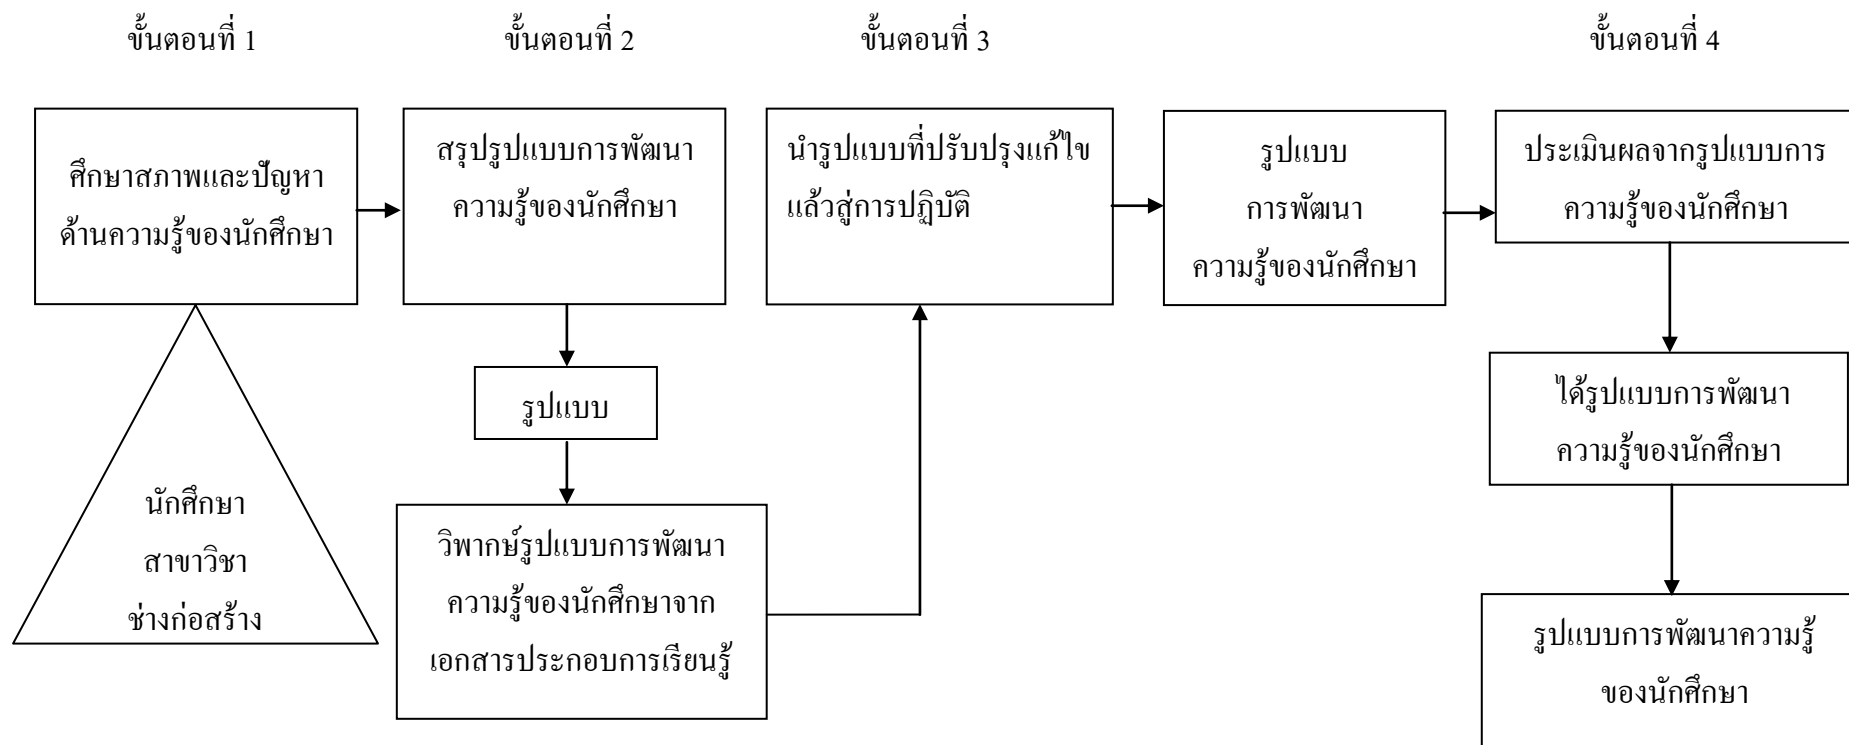 ขั้นตอนที่ 1
ขั้นตอนที่ 2
ขั้นตอนที่ 3
ขั้นตอนที่ 4
ศึกษาสภาพและปัญหา
ด้านความรู้ของนักศึกษา
นักศึกษา
สาขาวิชา
ช่างก่อสร้าง
สรุปรูปแบบการพัฒนา
ความรู้ของนักศึกษา
รูปแบบ
วิพากษ์รูปแบบการพัฒนา
ความรู้ของนักศึกษาจาก
เอกสารประกอบการเรียนรู้
นำรูปแบบที่ปรับปรุงแก้ไข
แล้วสู่การปฏิบัติ
รูปแบบ
การพัฒนา
ความรู้ของนักศึกษา
ประเมินผลจากรูปแบบการ
ความรู้ของนักศึกษา
ได้รูปแบบการพัฒนา
ความรู้ของนักศึกษา
รูปแบบการพัฒนาความรู้
ของนักศึกษา